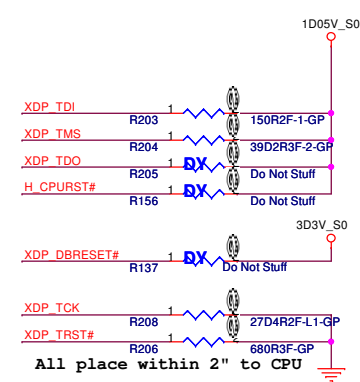 1D05V_S0
XDP_TDI 1 R203 150R2F-1-GP
XDP_TMS 1 R204 39D2R3F-2-GP
XDP_TDO 1 DY R205 Do Not Stuff
H_CPURST# 1 DY R156 Do Not Stuff
3D3V_S0
XDP_DBRESET# 1 DY R137 Do Not Stuff
XDP_TCK 1 R208 27D4R2F-L1-GP
XDP_TRST# 1 R206 680R3F-GP
All place within 2" to CPU